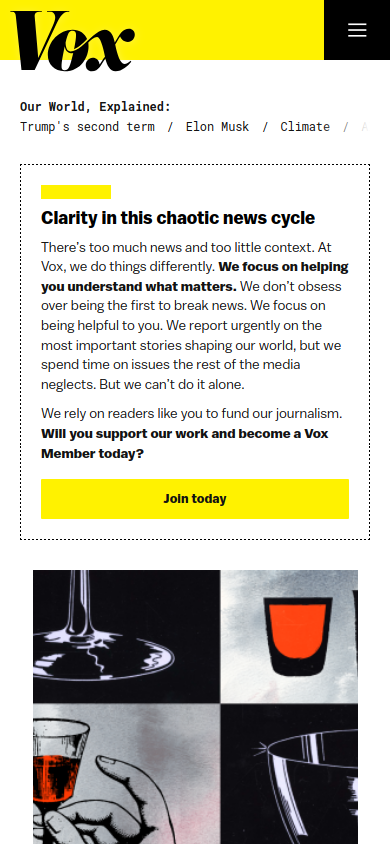 Vox
Our World, Explained:
Trump's second term / Elon Musk / Climate / A
Clarity in this chaotic news cycle
There's too much news and too little context. At
Vox, we do things differently. We focus on helping
you understand what matters. We don't obsess
over being the first to break news. We focus on
being helpful to you. We report urgently on the
most important stories shaping our world, but we
spend time on issues the rest of the media
neglects. But we can't do it alone.
We rely on readers like you to fund our journalism.
Will you support our work and become a Vox
Member today?
Join today